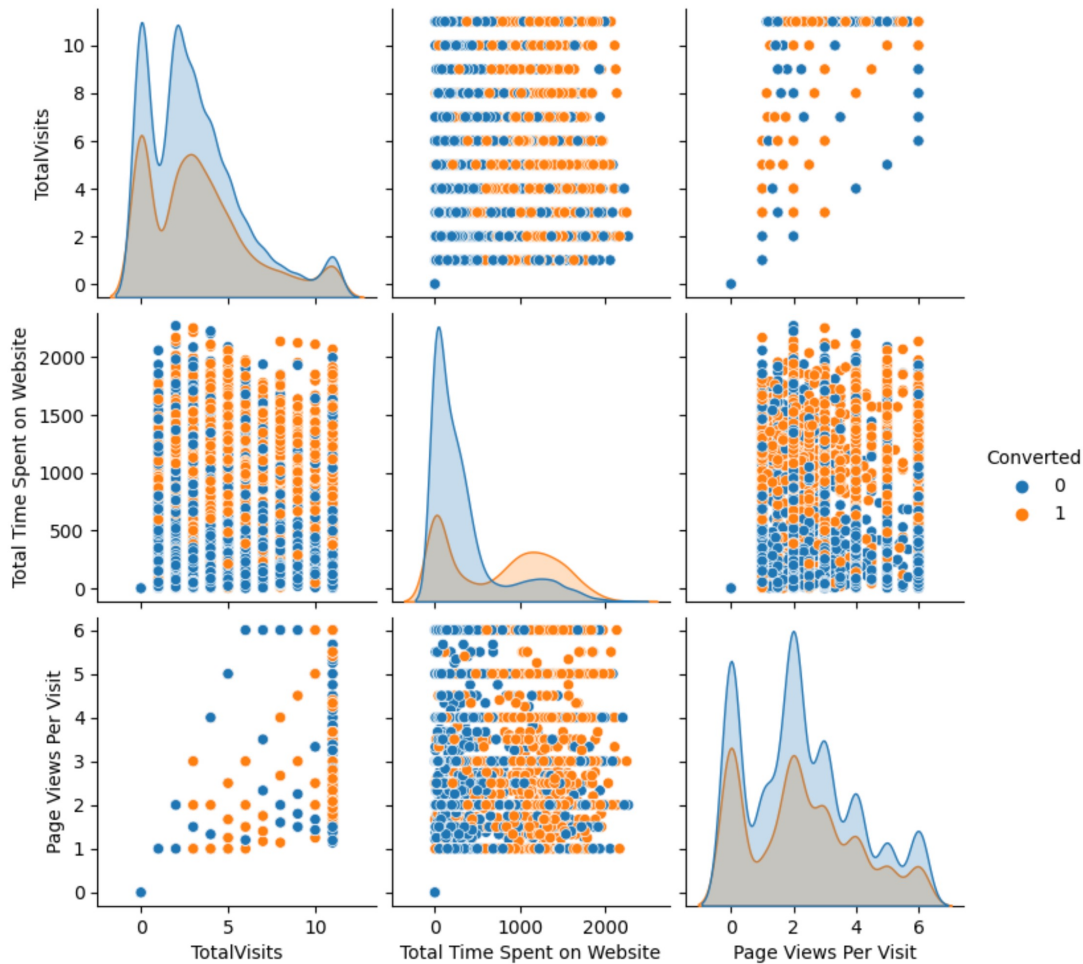 10
8
6
4
2
0
TotalVisits
2000
1500
1000
500
0
Total Time Spent on Website
Converted
0
1
6
5
4
3
2
1
0
Page Views Per Visit
0 5 10
0 1000 2000
0 2 4 6
TotalVisits
Total Time Spent on Website
Page Views Per Visit